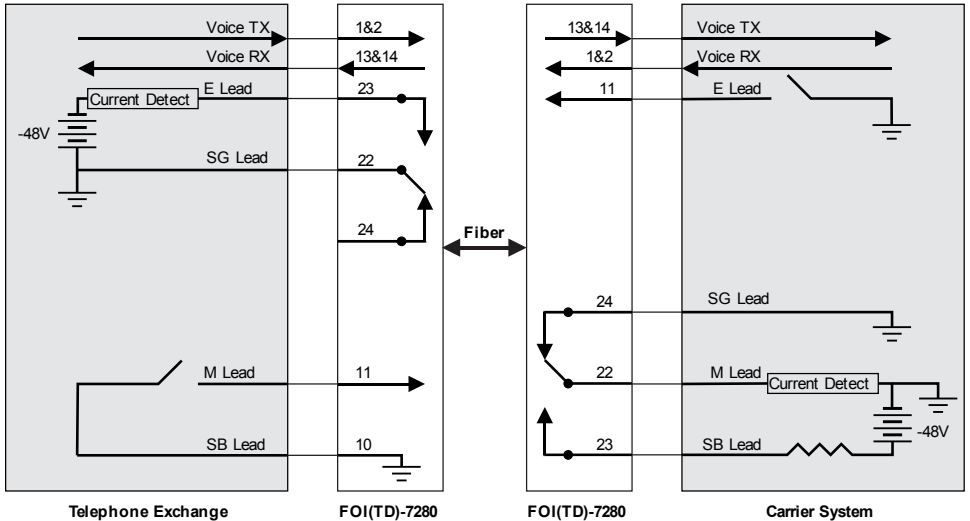 Voice TX 1&2 13&14 Voice TX
Voice RX 13&14 1&2 Voice RX
Current Detect E Lead 23 11 E Lead
-48V
SG Lead 22
24
Fiber
24 SG Lead
M Lead 11 22 M Lead Current Detect
-48V
SB Lead 10 23 SB Lead
Telephone Exchange FOI(TD)-7280 FOI(TD)-7280 Carrier System